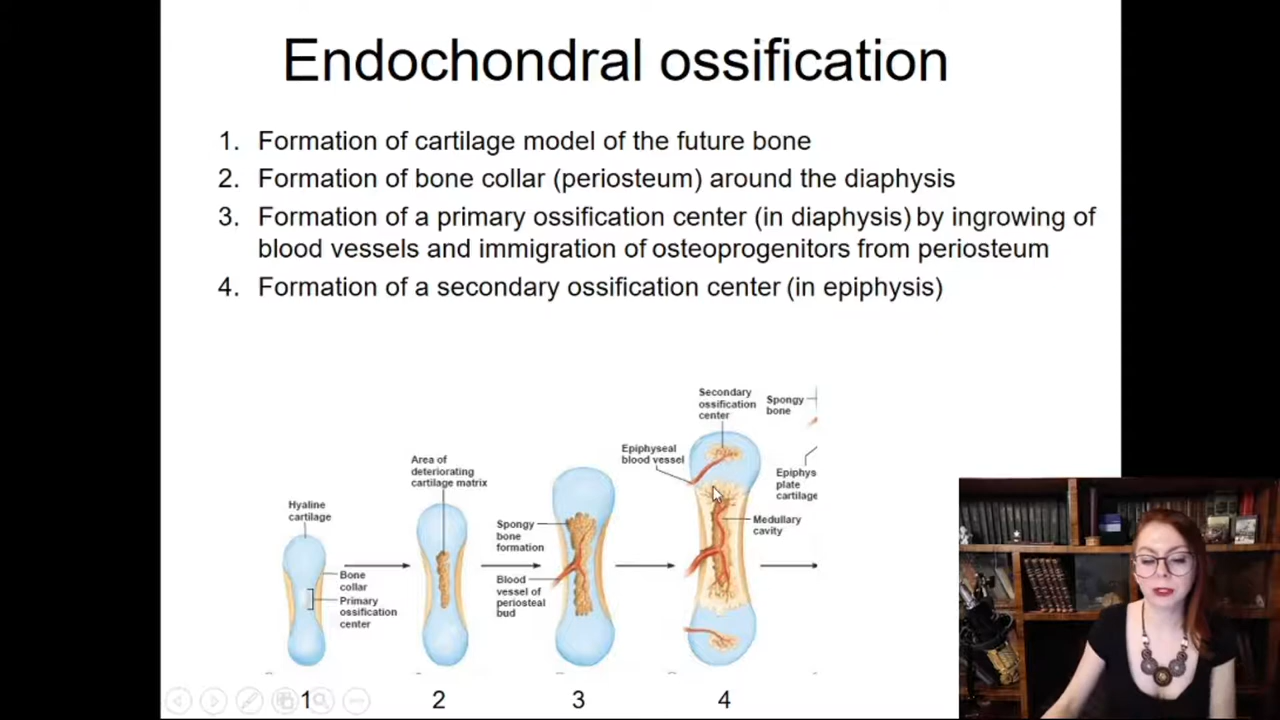 Endochondral ossification
1. Formation of cartilage model of the future bone
2. Formation of bone collar (periosteum) around the diaphysis
3. Formation of a primary ossification center (in diaphysis) by ingrowing of
blood vessels and immigration of osteoprogenitors from periosteum
4. Formation of a secondary ossification center (in epiphysis)
Hyaline
cartilage
Bone
collar
Primary
ossification
center
Area of
deteriorating
cartilage matrix
Spongy
bone
formation
Blood
vessel of
periosteal
bud
Epiphyseal
blood vessel
Secondary
ossification
center
Medullary
cavity
Spongy
bone
Epiphys
plate
cartilage
1 2 3 4